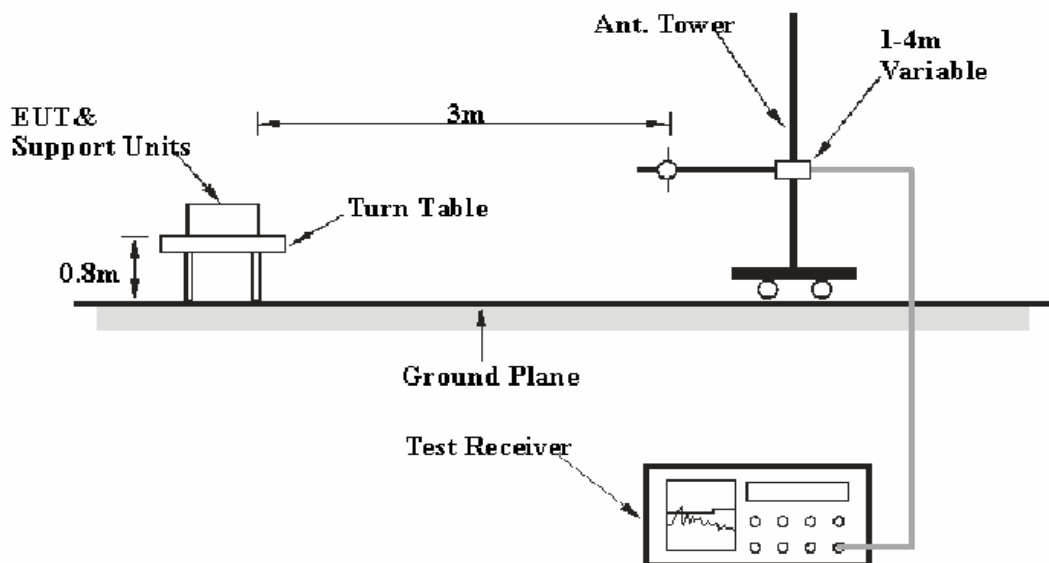 Ant. Tower
1-4m
Variable
3m
EUT&
Support Units
Turn Table
0.8m
Ground Plane
Test Receiver